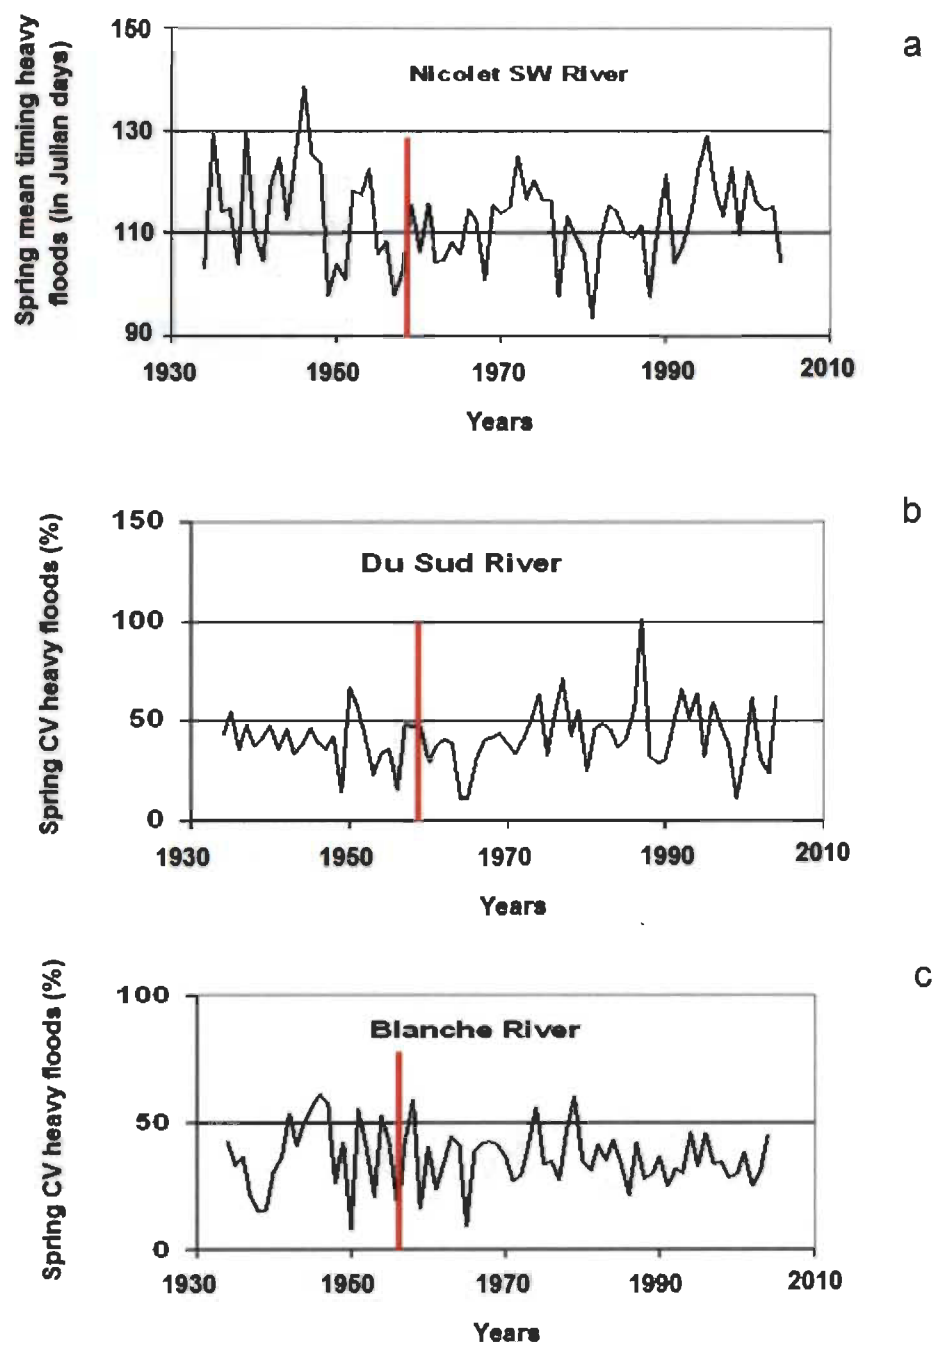 a
Spring mean timing heavy
floods (in Julian days)
150
Nicolet SW River
130
110
90
1930 1950 1970 1990 2010
Years
b
Spring CV heavy floods (%)
150
Du Sud River
100
50
0
1930 1950 1970 1990 2010
Years
c
Spring CV heavy floods (%)
100
Blanche River
50
0
1930 1950 1970 1990 2010
Years